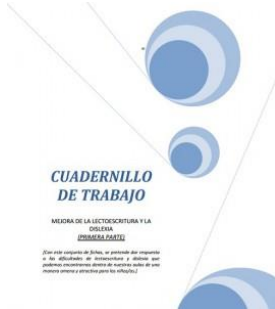 CUADERNILLO
DE TRABAJO
MEJORA DE LA LECTOESCRITURA Y LA
DISLEXIA
(PRIMERA PARTE)
[Con este conjunto de fichas, se pretende dar respuesta
a las dificultades de lectoescritura y dislexia que
podemos encontrarnos dentro de nuestras aulas de una
manera amena y atractiva para los niños/as.]